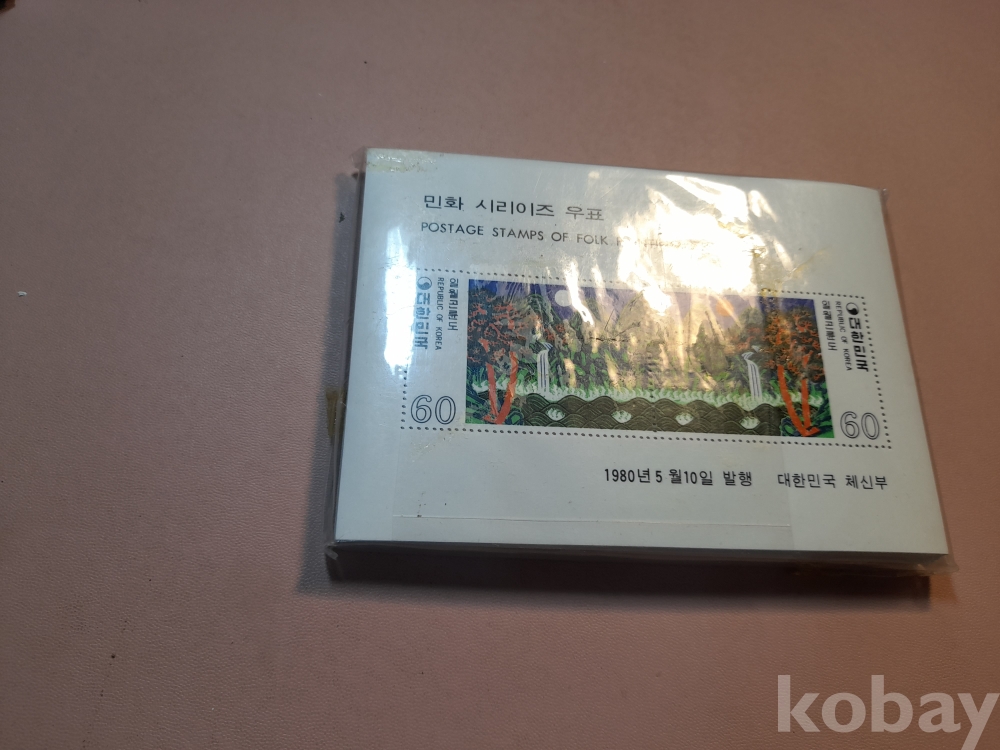 민화 시리이즈 우표
POSTAGE STAMPS OF FOLK
대한민국
REPUBLIC OF KOREA
60
대한민국
REPUBLIC OF KOREA
60
1980년 5월10일 발행 대한민국 체신부
kobay